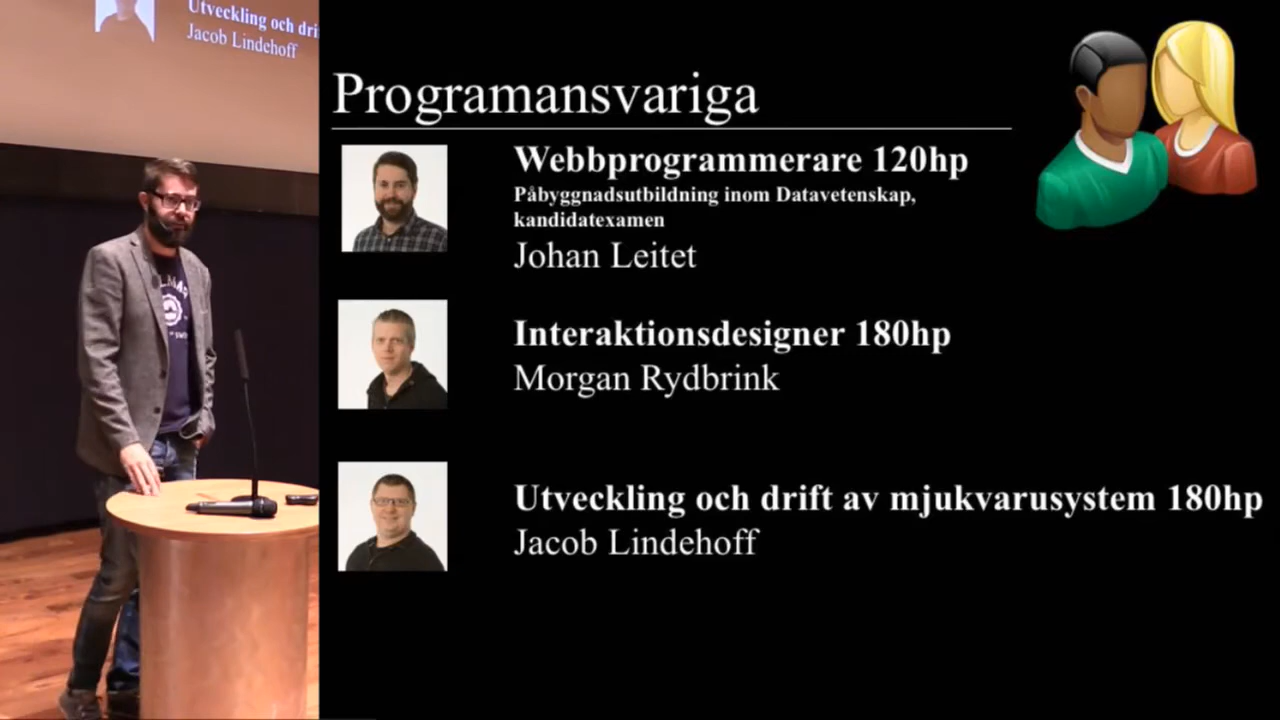 Utveckling och dri
Jacob Lindehoff
Programansvariga
Webbprogrammerare 120hp
Påbyggnadsutbildning inom Datavetenskap,
kandidatexamen
Johan Leitet
Interaktionsdesigner 180hp
Morgan Rydbrink
Utveckling och drift av mjukvarusystem 180hp
Jacob Lindehoff